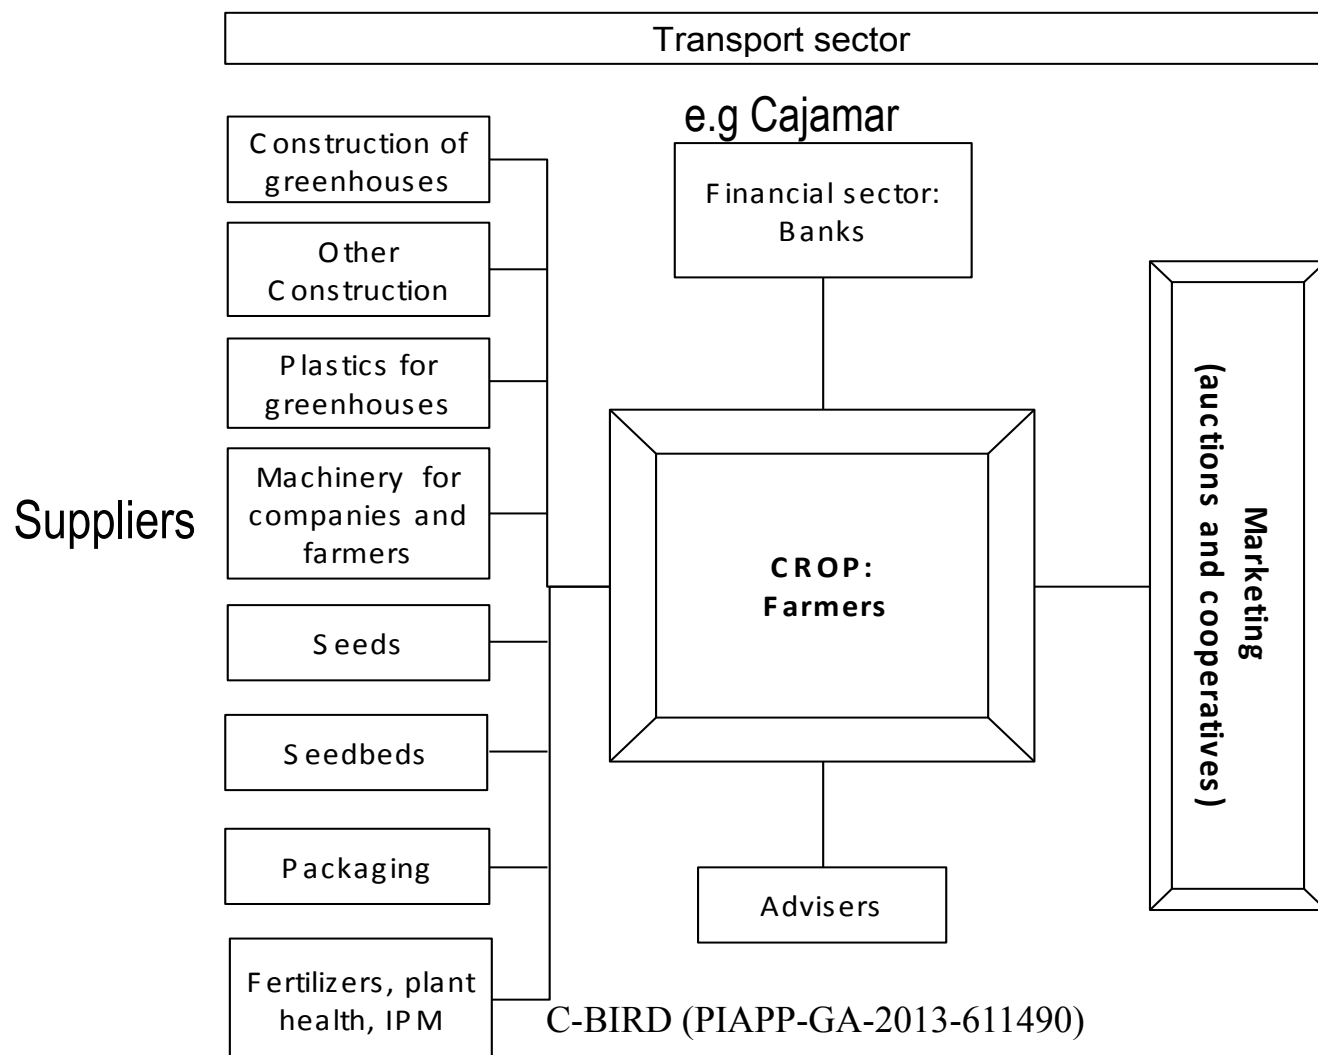 Transport sector
e.g Cajamar
Construction of
greenhouses
Financial sector:
Banks
Other
Construction
Plastics for
greenhouses
Machinery for
companies and
farmers
Suppliers
CROP:
Farmers
Marketing
(auctions and cooperatives)
Seeds
Seedbeds
Packaging
Advisers
Fertilizers, plant
health, IPM
C-BIRD (PIAPP-GA-2013-611490)